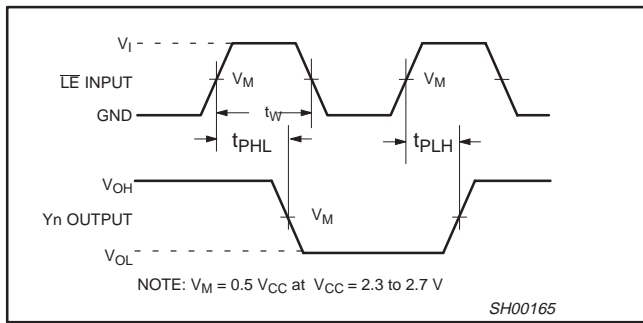 VI
LE INPUT
VM
VM
GND
tW
tPHL
tPLH
VOH
Yn OUTPUT
VM
VOL
NOTE: VM = 0.5 VCC at VCC = 2.3 to 2.7 V
SH00165